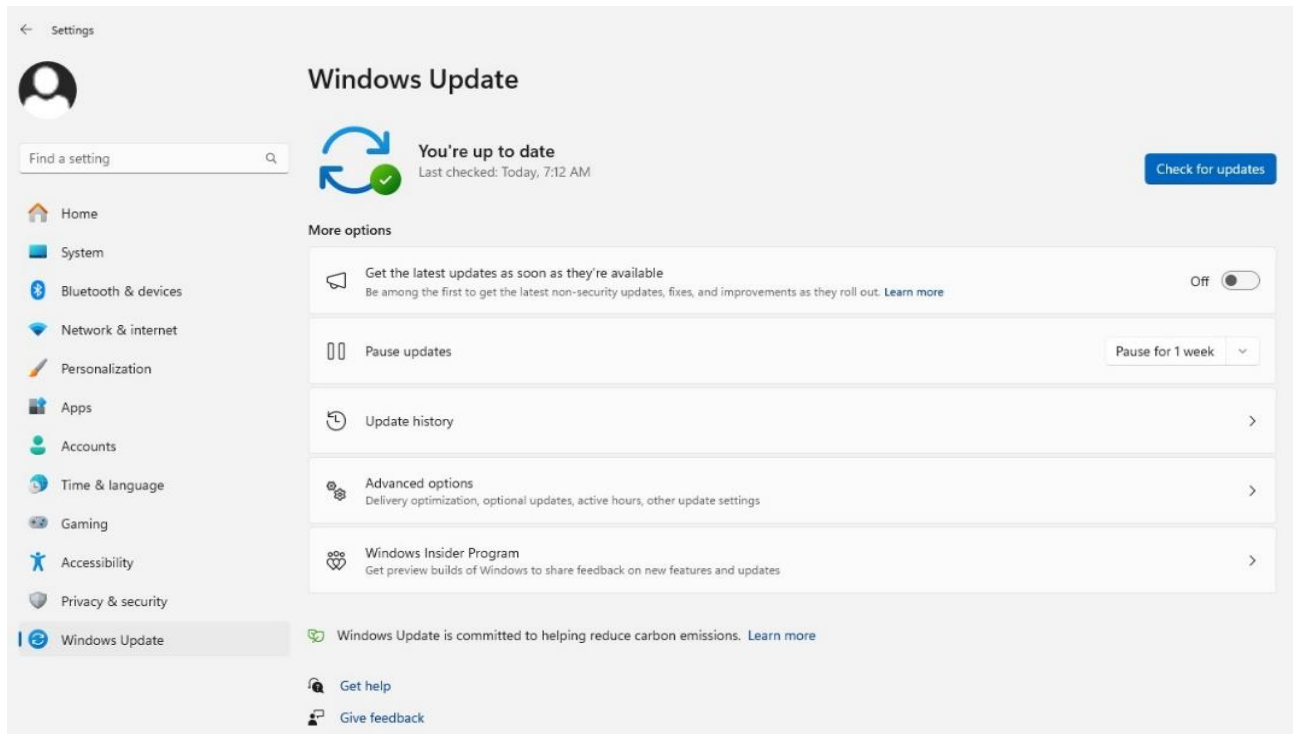 Settings
Find a setting
Home
System
Bluetooth & devices
Network & internet
Personalization
Apps
Accounts
Time & language
Gaming
Accessibility
Privacy & security
Windows Update
Windows Update
You're up to date
Last checked: Today, 7:12 AM
Check for updates
More options
Get the latest updates as soon as they're available
Be among the first to get the latest non-security updates, fixes, and improvements as they roll out. Learn more
Off
Pause updates
Pause for 1 week
Update history
Advanced options
Delivery optimization, optional updates, active hours, other update settings
Windows Insider Program
Get preview builds of Windows to share feedback on new features and updates
Windows Update is committed to helping reduce carbon emissions. Learn more
Get help
Give feedback